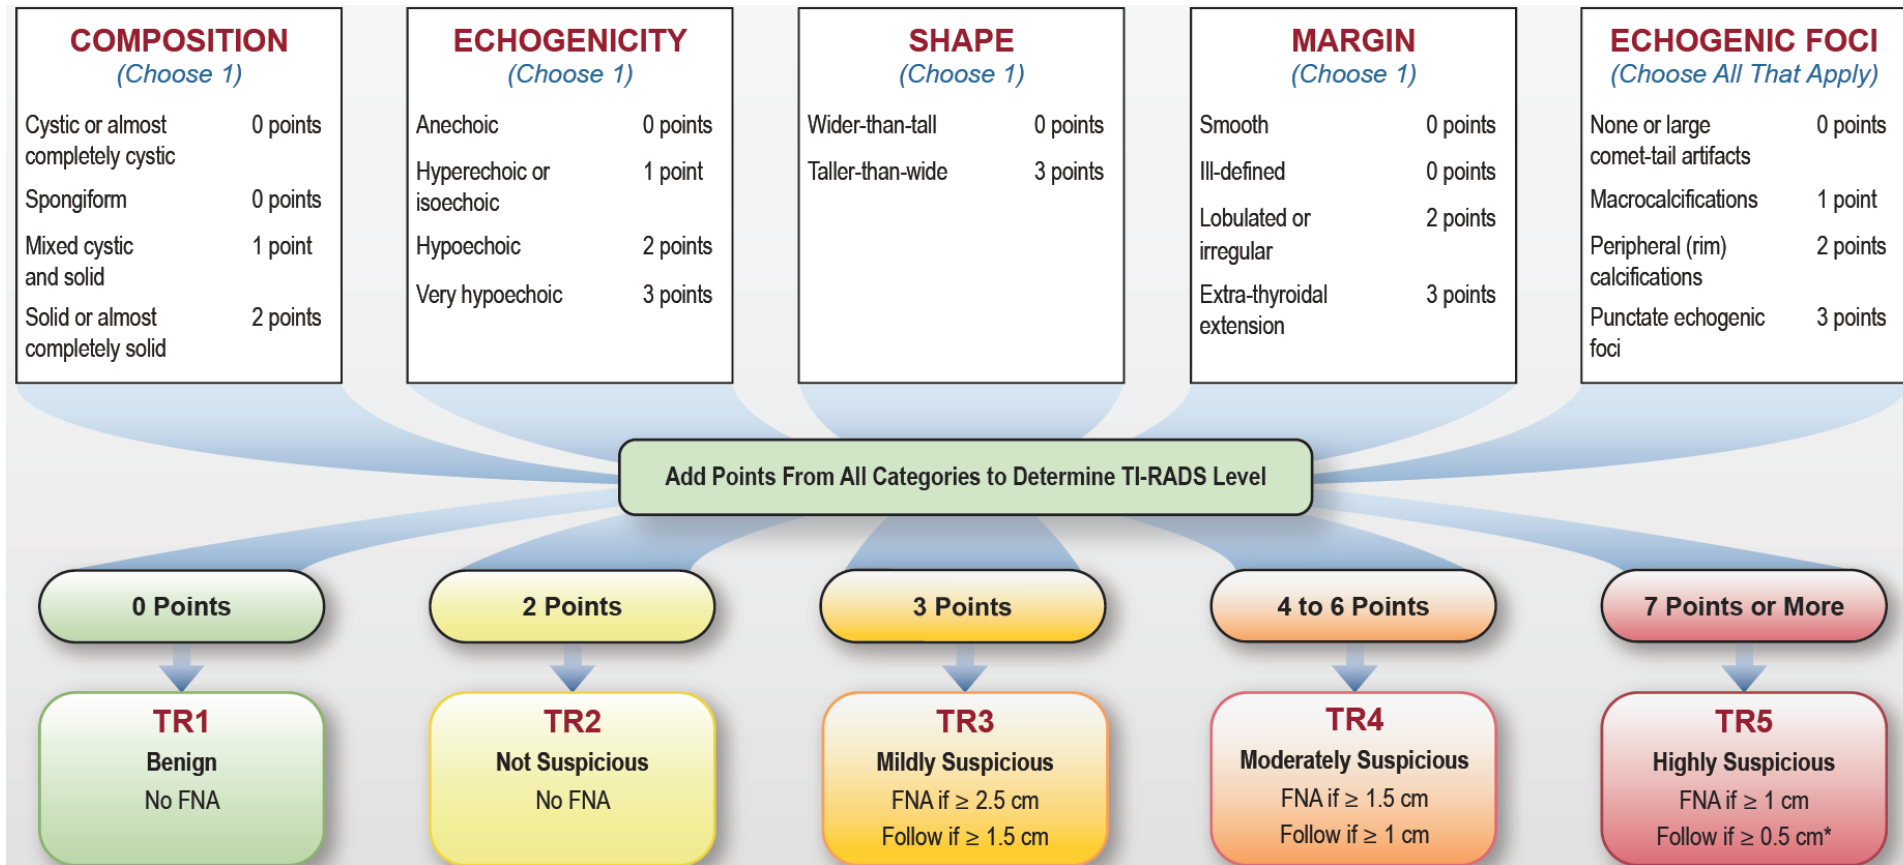 COMPOSITION
(Choose 1)
Cystic or almost 0 points
completely cystic
Spongiform 0 points
Mixed cystic 1 point
and solid
Solid or almost 2 points
completely solid
ECHOGENICITY
(Choose 1)
Anechoic 0 points
Hyperechoic or 1 point
isoechoic
Hypoechoic 2 points
Very hypoechoic 3 points
SHAPE
(Choose 1)
Wider-than-tall 0 points
Taller-than-wide 3 points
MARGIN
(Choose 1)
Smooth 0 points
Ill-defined 0 points
Lobulated or 2 points
irregular
Extra-thyroidal 3 points
extension
ECHOGENIC FOCI
(Choose All That Apply)
None or large 0 points
comet-tail artifacts
Macrocalcifications 1 point
Peripheral (rim) 2 points
calcifications
Punctate echogenic 3 points
foci
Add Points From All Categories to Determine TI-RADS Level
0 Points
2 Points
3 Points
4 to 6 Points
7 Points or More
TR1
Benign
No FNA
TR2
Not Suspicious
No FNA
TR3
Mildly Suspicious
FNA if ≥ 2.5 cm
Follow if ≥ 1.5 cm
TR4
Moderately Suspicious
FNA if ≥ 1.5 cm
Follow if ≥ 1 cm
TR5
Highly Suspicious
FNA if ≥ 1 cm
Follow if ≥ 0.5 cm*